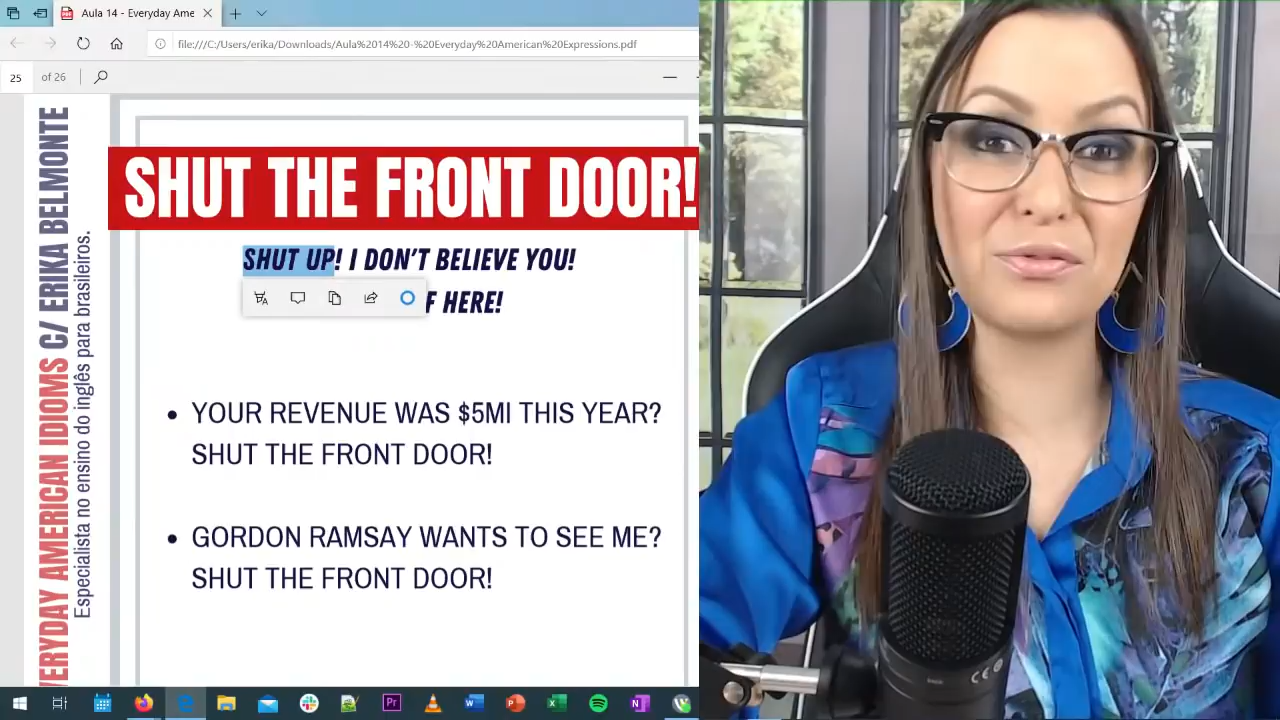 Aula 14 - Everyday Ame
file:///C:/Users/erika/Downloads/Aula%2014%20-%20Everyday%20American%20Expressions.pdf
25 of 26
VERYDAY AMERICAN IDIOMS C/ ERIKA BELMONTE
Especialista no ensino do inglês para brasileiros.
SHUT THE FRONT DOOR!
SHUT UP! I DON'T BELIEVE YOU!
F HERE!
• YOUR REVENUE WAS $5MI THIS YEAR?
SHUT THE FRONT DOOR!
• GORDON RAMSAY WANTS TO SEE ME?
SHUT THE FRONT DOOR!